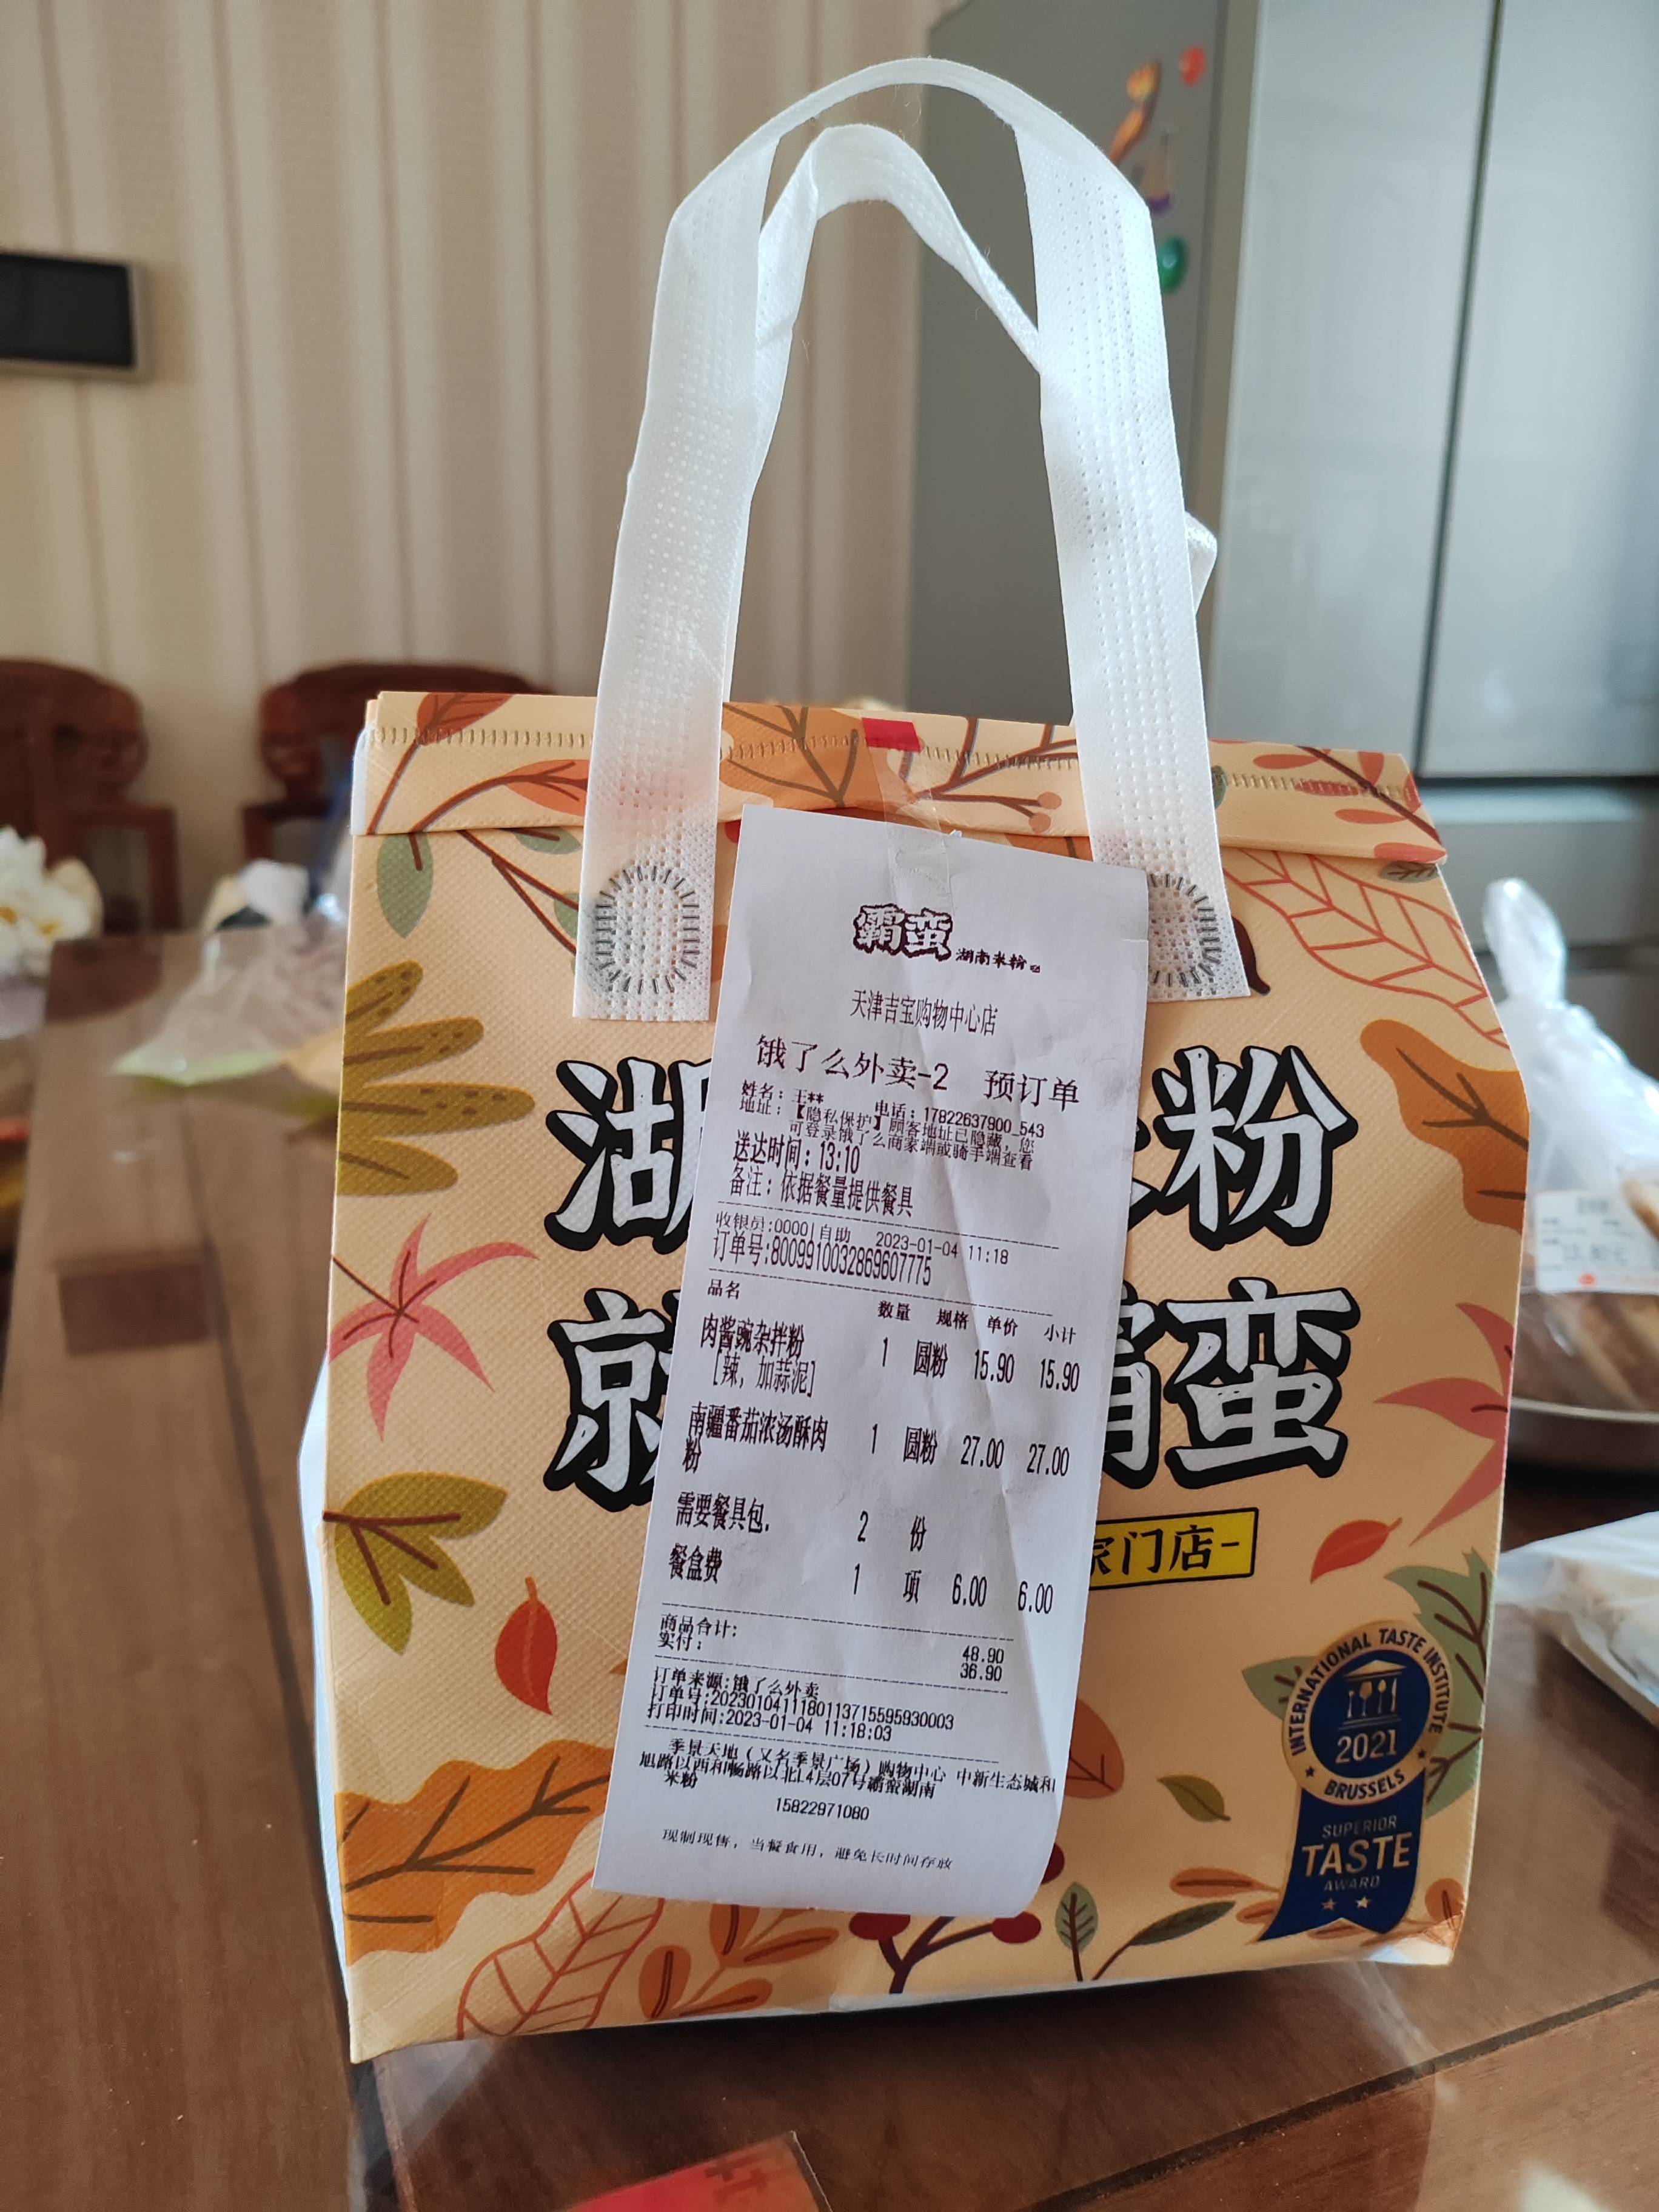 霸蛮 湖南米粉
天津吉宝购物中心店
饿了么外卖-2 预订单
姓名：王** 电话：17822637900_543
地址：【隐私保护】顾客地址已隐藏，您
可登录饿了么商家端或骑手端查看
送达时间：13:10
备注：依据餐量提供餐具
收银员:0000|自助 2023-01-04 11:18
订单号:8009910032869607775
品名 数量 规格 单价 小计
肉酱豌杂拌粉 1 圆粉 15.90 15.90
[辣，加蒜泥]
南疆番茄浓汤酥肉 1 圆粉 27.00 27.00
粉
需要餐具包. 2 份
餐盒费 1 项 6.00 6.00
商品合计: 48.90
实付: 36.90
订单来源:饿了么外卖
订单号:2023010411180113715595930003
打印时间:2023-01-04 11:18:03
季景天地（又名季景广场）购物中心 中新生态城和
旭路以西和畅路以北L4层07号霸蛮湖南
米粉
15822971080
现制现售，当餐食用，避免长时间存放
湖 粉
就 蛮
家门店-
INTERNATIONAL TASTE INSTITUTE
2021
BRUSSELS
SUPERIOR
TASTE
AWARD